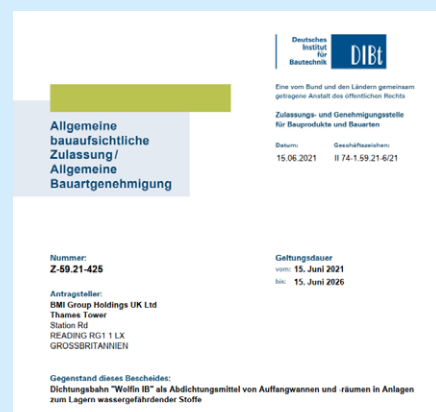 Deutsches
Institut
für
Bautechnik
DIBt
Eine vom Bund und den Ländern gemeinsam
getragene Anstalt des öffentlichen Rechts
Zulassungs- und Genehmigungsstelle
für Bauprodukte und Bauarten
Datum: Geschäftszeichen:
15.06.2021 II 74-1.59.21-6/21
Allgemeine
bauaufsichtliche
Zulassung/
Allgemeine
Bauartgenehmigung
Nummer:
Z-59.21-425
Geltungsdauer
vom: 15. Juni 2021
bis: 15. Juni 2026
Antragsteller:
BMI Group Holdings UK Ltd
Thames Tower
Station Rd
READING RG1 1 LX
GROSSBRITANNIEN
Gegenstand dieses Bescheides:
Dichtungsbahn "Wolfin IB" als Abdichtungsmittel von Auffangwannen und -räumen in Anlagen
zum Lagern wassergefährdender Stoffe